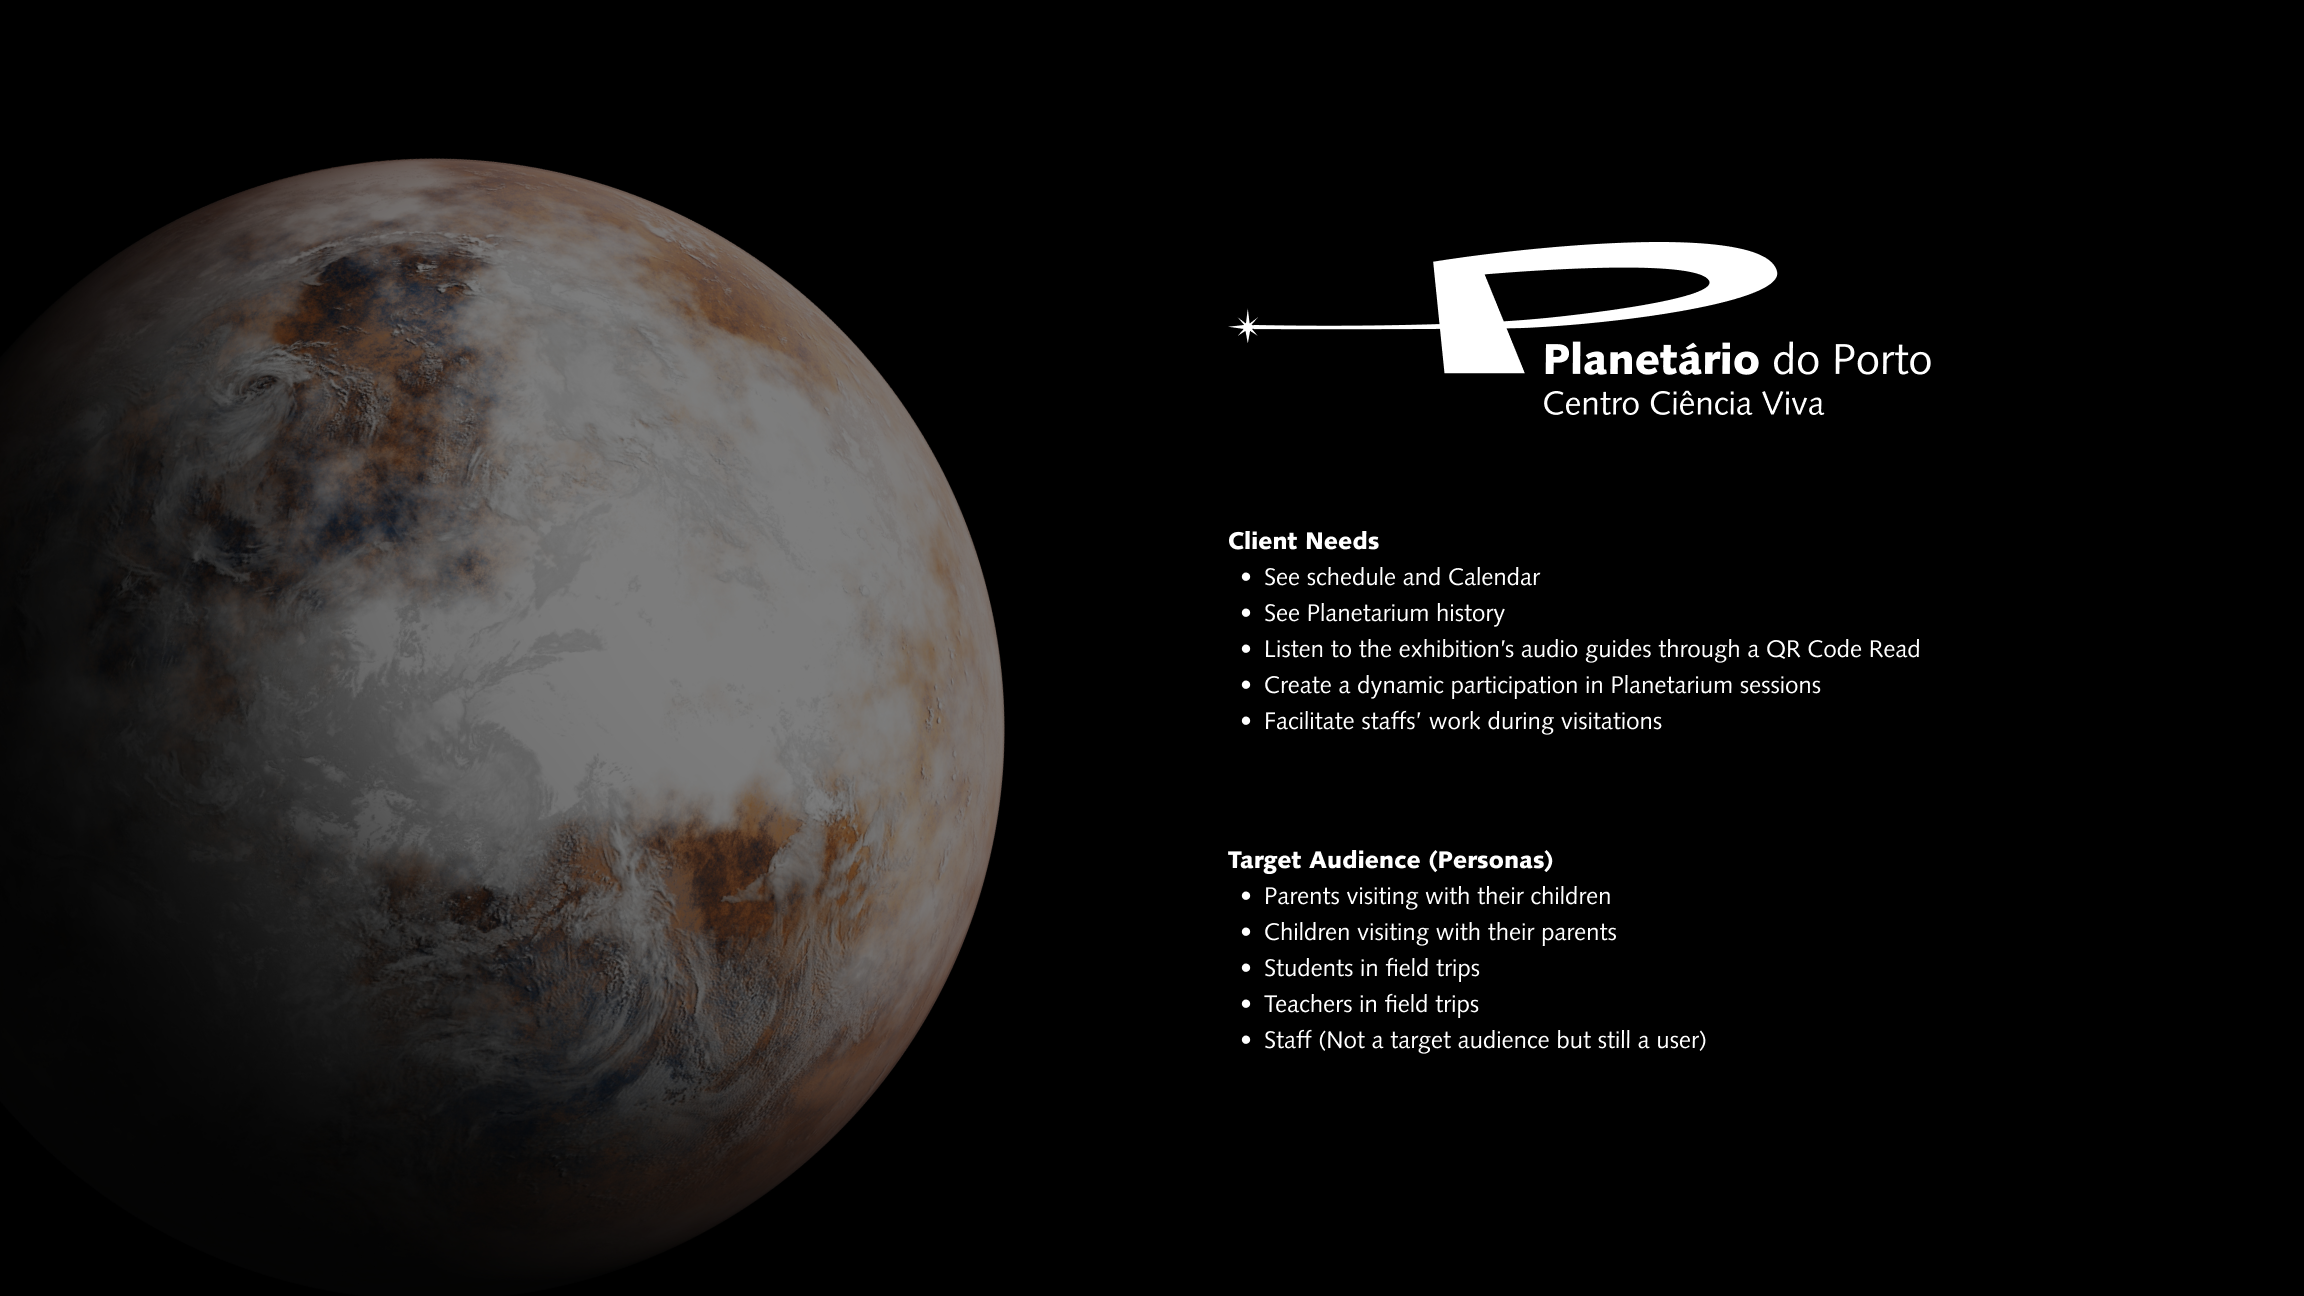 Planetário do Porto
Centro Ciência Viva
Client Needs
• See schedule and Calendar
• See Planetarium history
• Listen to the exhibition's audio guides through a QR Code Read
• Create a dynamic participation in Planetarium sessions
• Facilitate staffs' work during visitations
Target Audience (Personas)
• Parents visiting with their children
• Children visiting with their parents
• Students in field trips
• Teachers in field trips
• Staff (Not a target audience but still a user)